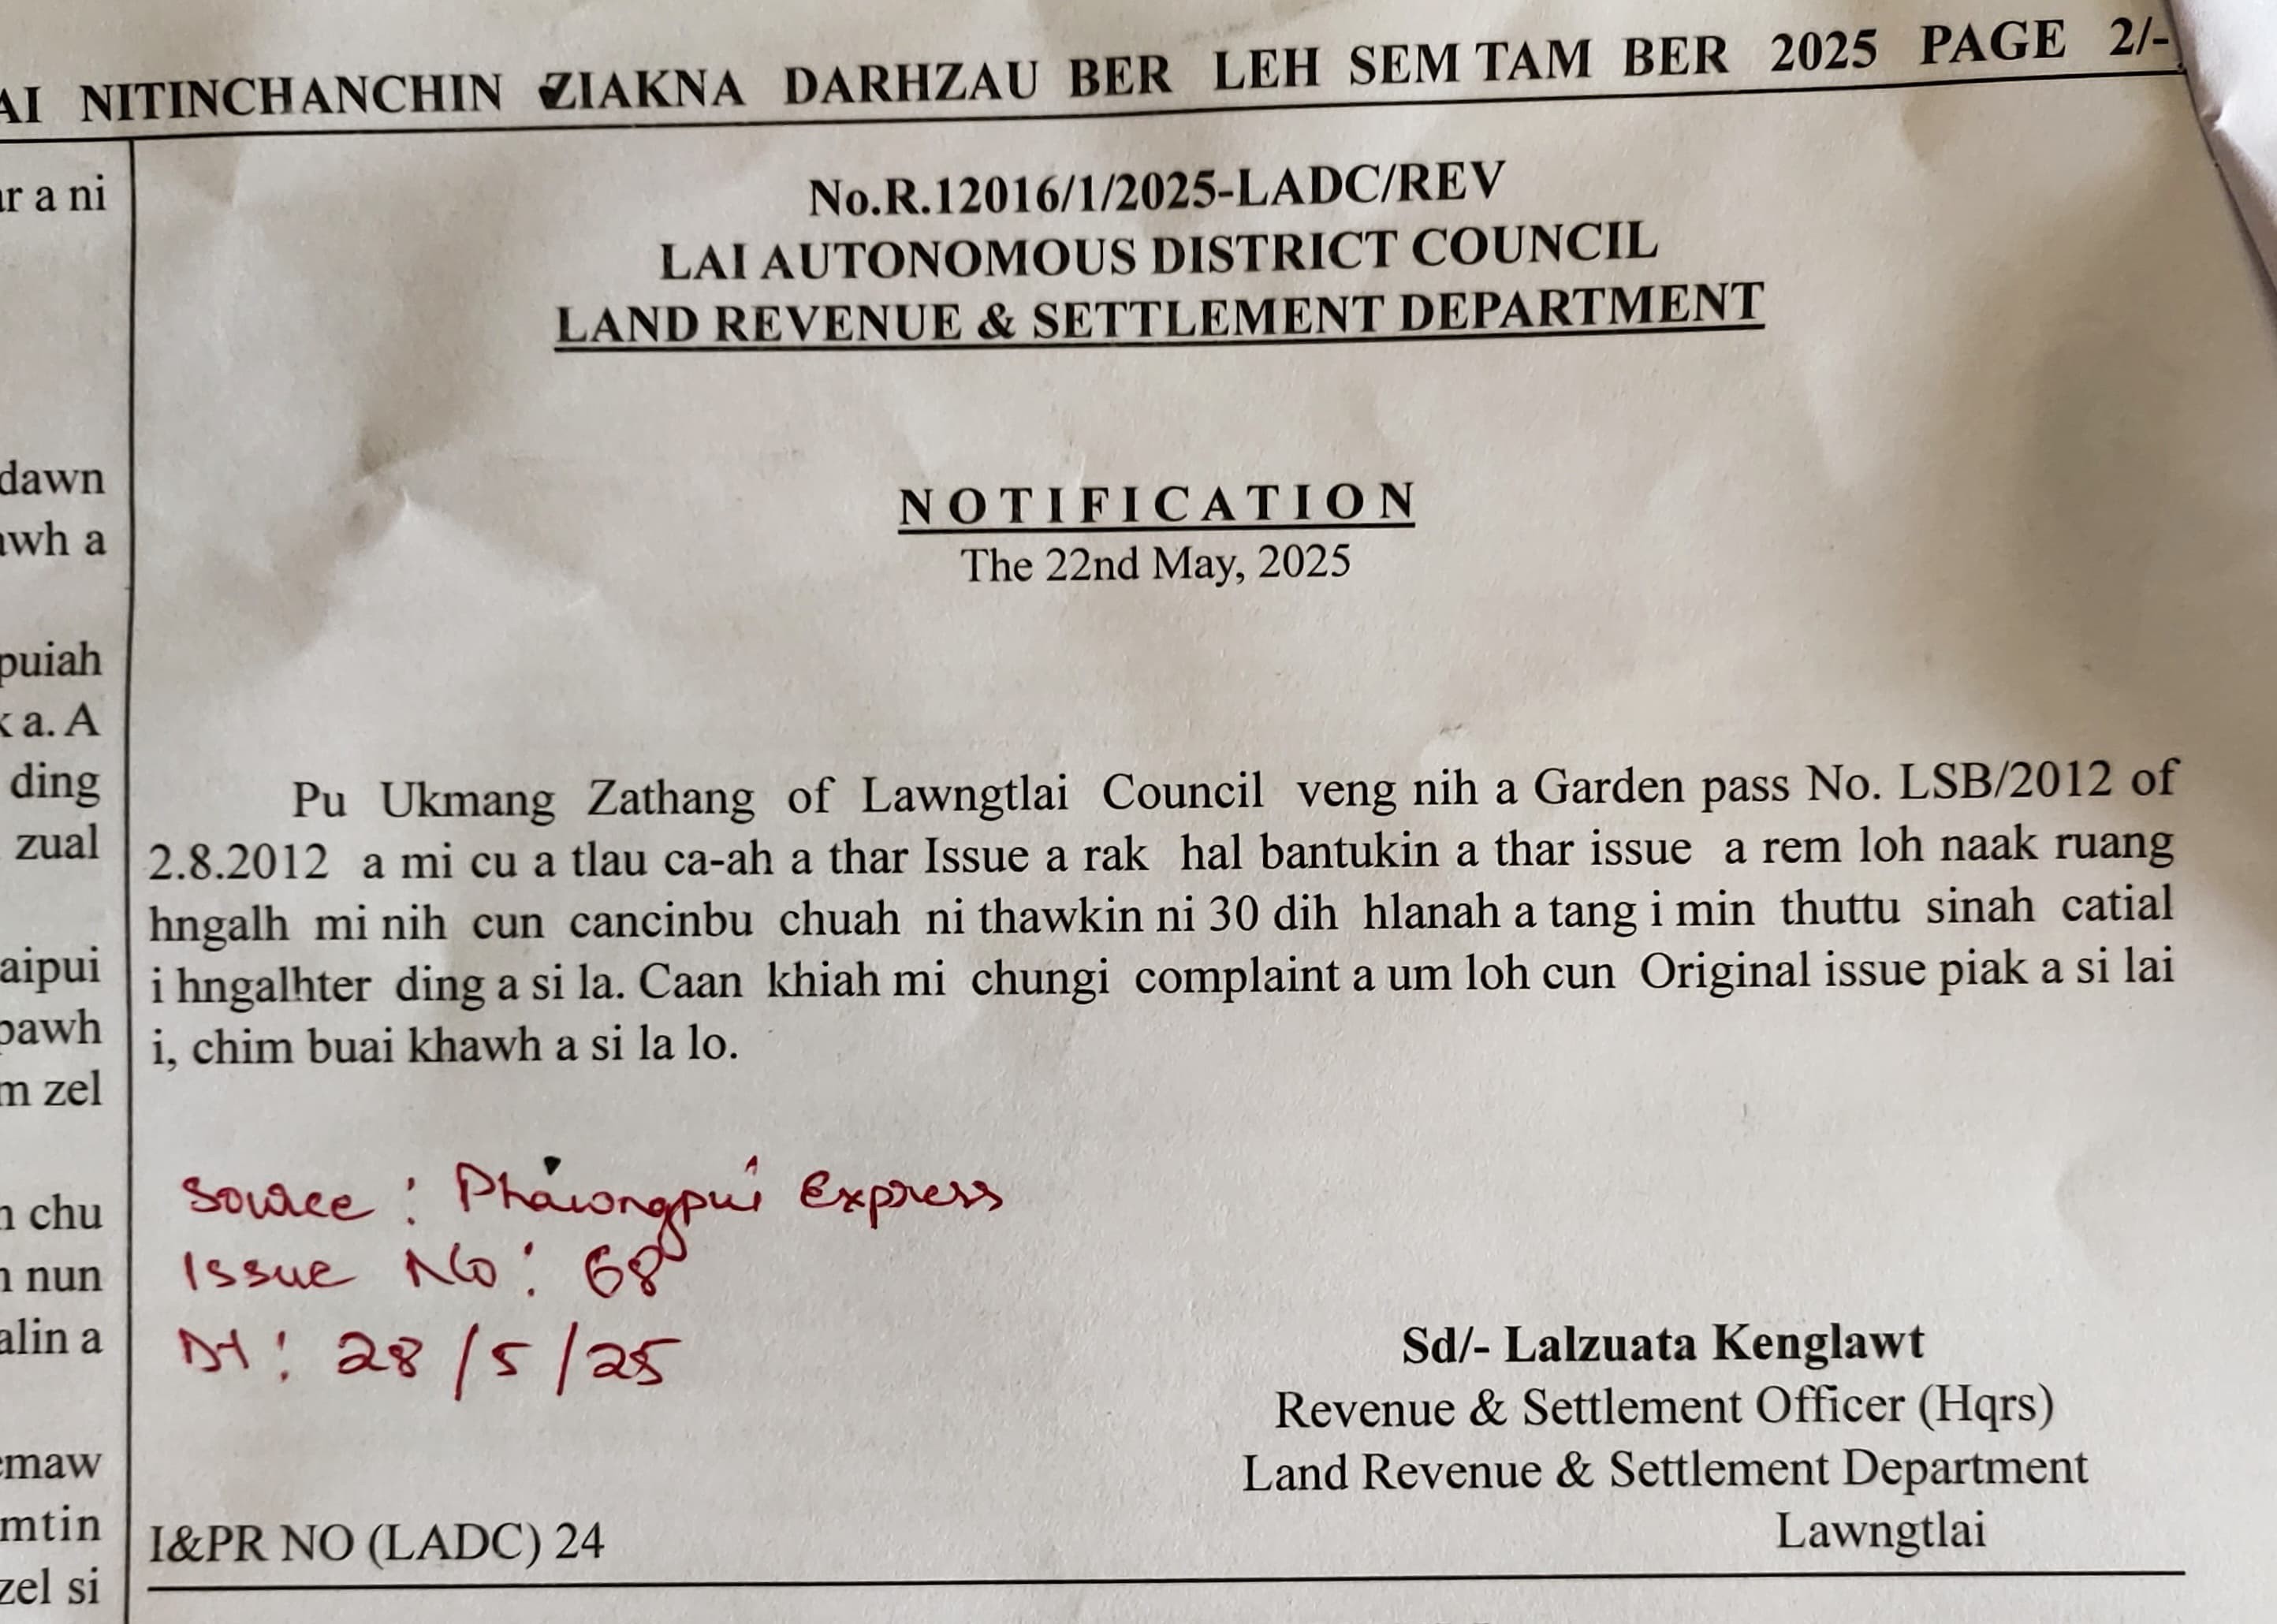 AI NITINCHANCHIN ZIAKNA DARHZAU BER LEH SEM TAM BER 2025 PAGE 2/-
r a ni
dawn
wh a
puiah
a. A
ding
zual
aipui
pawh
m zel
chu
nun
alin a
emaw
mtin
zel si
No.R.12016/1/2025-LADC/REV
LAI AUTONOMOUS DISTRICT COUNCIL
LAND REVENUE & SETTLEMENT DEPARTMENT
NOTIFICATION
The 22nd May, 2025
Pu Ukmang Zathang of Lawngtlai Council veng nih a Garden pass No. LSB/2012 of
2.8.2012 a mi cu a tlau ca-ah a thar Issue a rak hal bantukin a thar issue a rem loh naak ruang
hngalh mi nih cun cancinbu chuah ni thawkin ni 30 dih hlanah a tang i min thuttu sinah catial
i hngalhter ding a si la. Caan khiah mi chungi complaint a um loh cun Original issue piak a si lai
i, chim buai khawh a si la lo.
Source : Phawngpui Express
Issue No : 68
Dt : 28/5/25
Sd/- Lalzuata Kenglawt
Revenue & Settlement Officer (Hqrs)
Land Revenue & Settlement Department
Lawngtlai
I&PR NO (LADC) 24